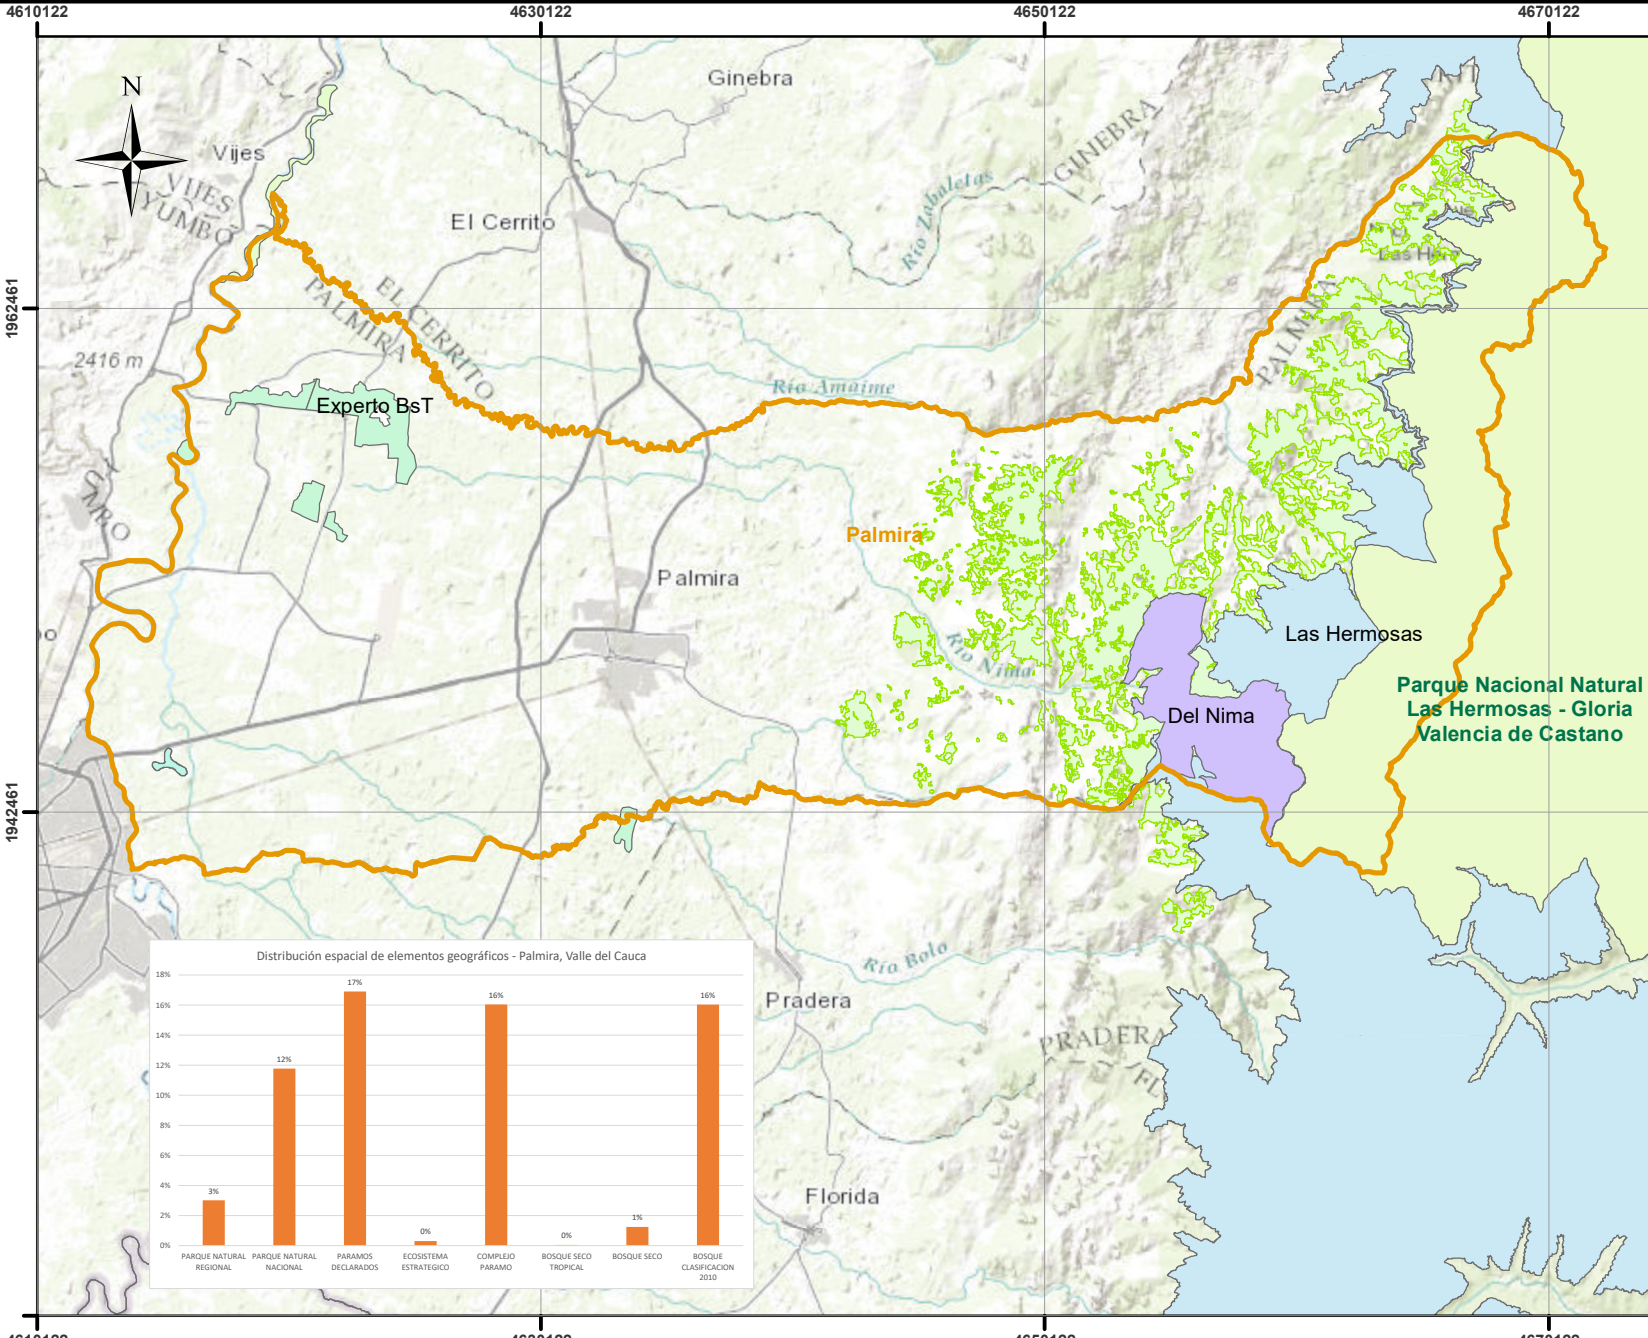 4610122
4630122
4650122
4670122
N
Ginebra
GINEBRA
Vijes
VIJES
YUMBO
El Cerrito
Río Zabaletas
1962461
EL CERRITO
PALMIRA
PALMIRA
2416 m
Río Amaime
Experto BsT
Palmira
Palmira
Río Nima
Las Hermosas
Parque Nacional Natural
Las Hermosas - Gloria
Valencia de Castano
Del Nima
1942461
Río Bolo
Pradera
PRADERA
Florida
Distribución espacial de elementos geográficos - Palmira, Valle del Cauca
18%
16%
14%
12%
10%
8%
6%
4%
2%
0%
3%
12%
17%
0%
16%
0%
1%
16%
PARQUE NATURAL
REGIONAL
PARQUE NATURAL
NACIONAL
PARAMOS
DECLARADOS
ECOSISTEMA
ESTRATEGICO
COMPLEJO
PARAMO
BOSQUE SECO
TROPICAL
BOSQUE SECO
BOSQUE
CLASIFICACION
2010